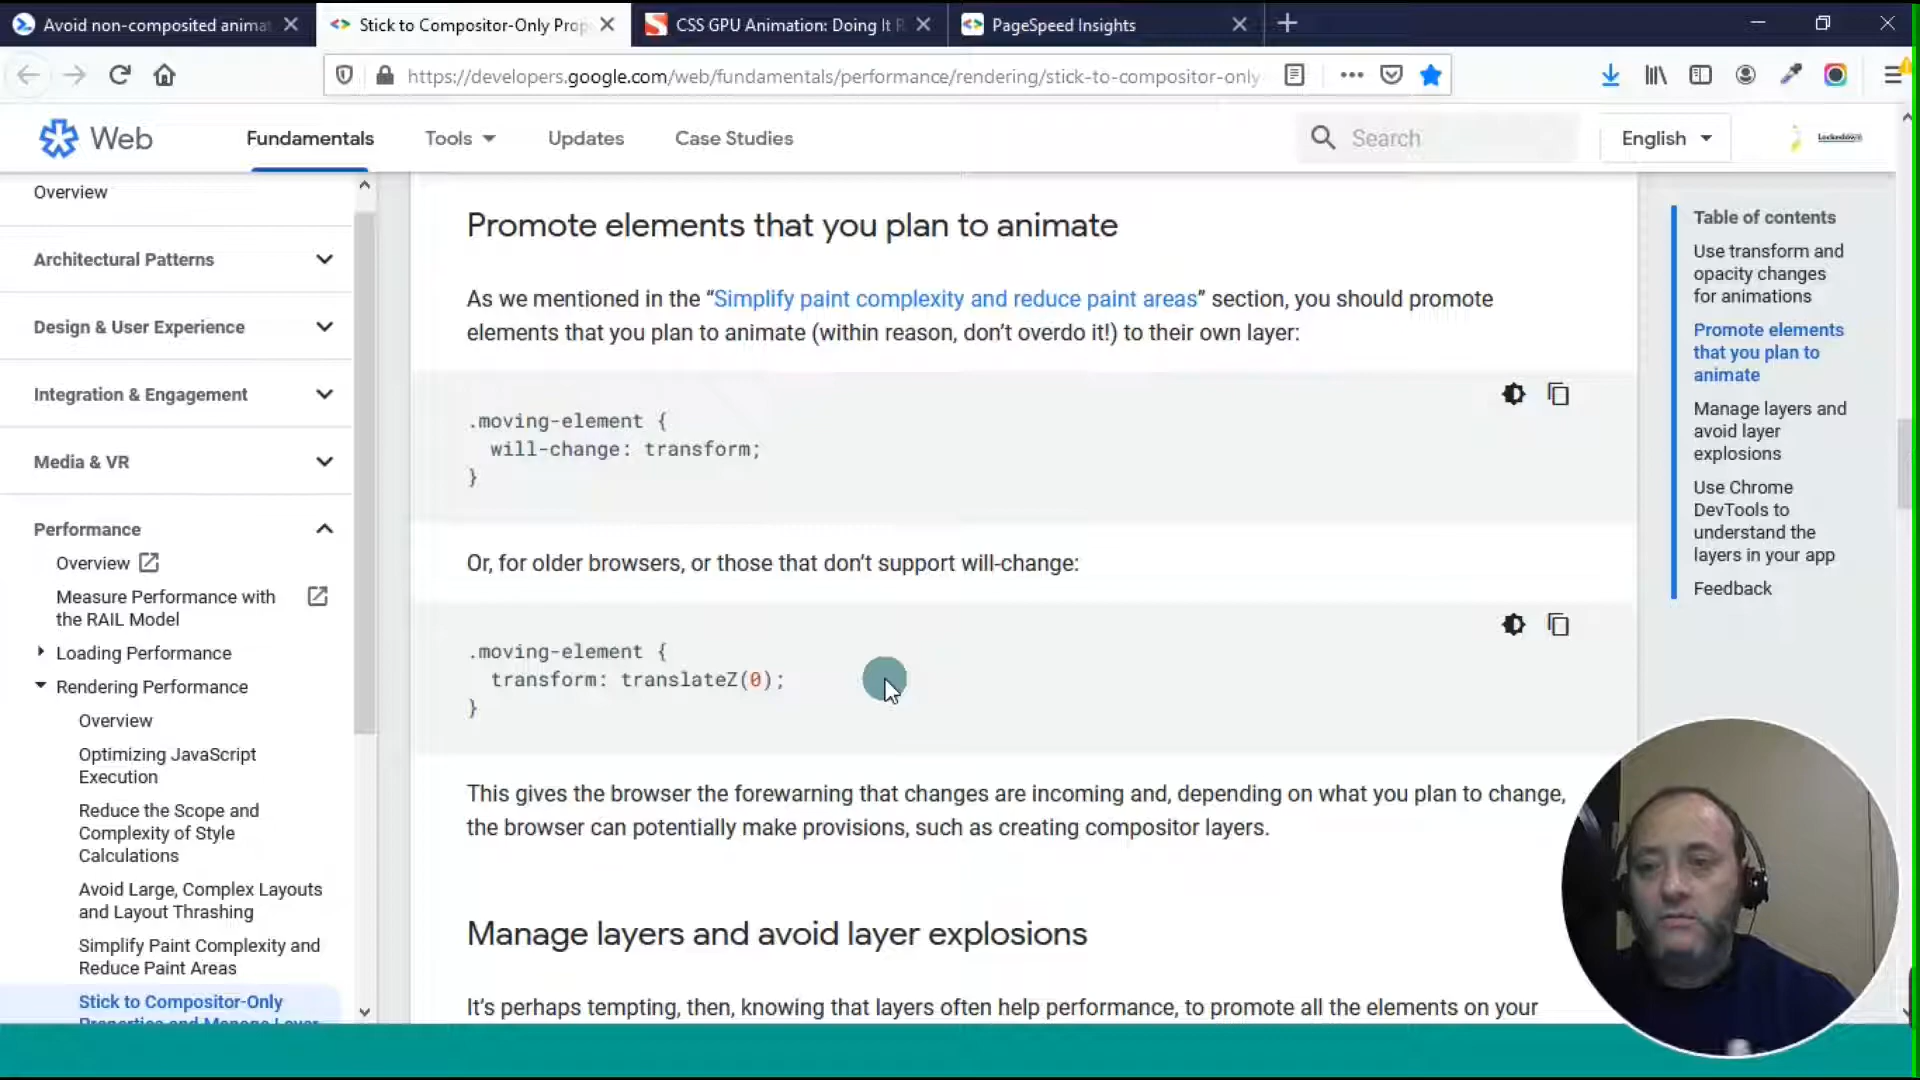 Avoid non-composited animat
Stick to Compositor-Only Prop
CSS GPU Animation: Doing It R
PageSpeed Insights
https://developers.google.com/web/fundamentals/performance/rendering/stick-to-compositor-only
Web
Fundamentals
Tools
Updates
Case Studies
Search
English
Overview
Architectural Patterns
Design & User Experience
Integration & Engagement
Media & VR
Performance
Overview
Measure Performance with
the RAIL Model
Loading Performance
Rendering Performance
Overview
Optimizing JavaScript
Execution
Reduce the Scope and
Complexity of Style
Calculations
Avoid Large, Complex Layouts
and Layout Thrashing
Simplify Paint Complexity and
Reduce Paint Areas
Stick to Compositor-Only
Properties and Manage Layer
Promote elements that you plan to animate
As we mentioned in the “Simplify paint complexity and reduce paint areas” section, you should promote
elements that you plan to animate (within reason, don’t overdo it!) to their own layer:
.moving-element {
will-change: transform;
}
Or, for older browsers, or those that don’t support will-change:
.moving-element {
transform: translateZ(0);
}
This gives the browser the forewarning that changes are incoming and, depending on what you plan to change,
the browser can potentially make provisions, such as creating compositor layers.
Manage layers and avoid layer explosions
It’s perhaps tempting, then, knowing that layers often help performance, to promote all the elements on your
Table of contents
Use transform and
opacity changes
for animations
Promote elements
that you plan to
animate
Manage layers and
avoid layer
explosions
Use Chrome
DevTools to
understand the
layers in your app
Feedback